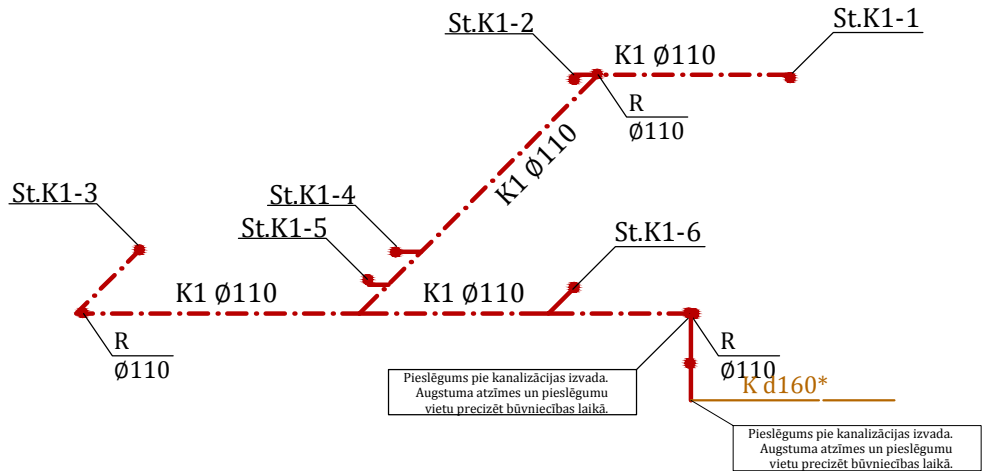 St.K1-2
St.K1-1
K1 Ø110
R
Ø110
K1 Ø110
St.K1-3
St.K1-4
St.K1-5
St.K1-6
K1 Ø110
K1 Ø110
R
Ø110
R
Ø110
Pieslēgums pie kanalizācijas izvada.
Augstuma atzīmes un pieslēgumu
vietu precizēt būvniecības laikā.
K d160*
Pieslēgums pie kanalizācijas izvada.
Augstuma atzīmes un pieslēgumu
vietu precizēt būvniecības laikā.